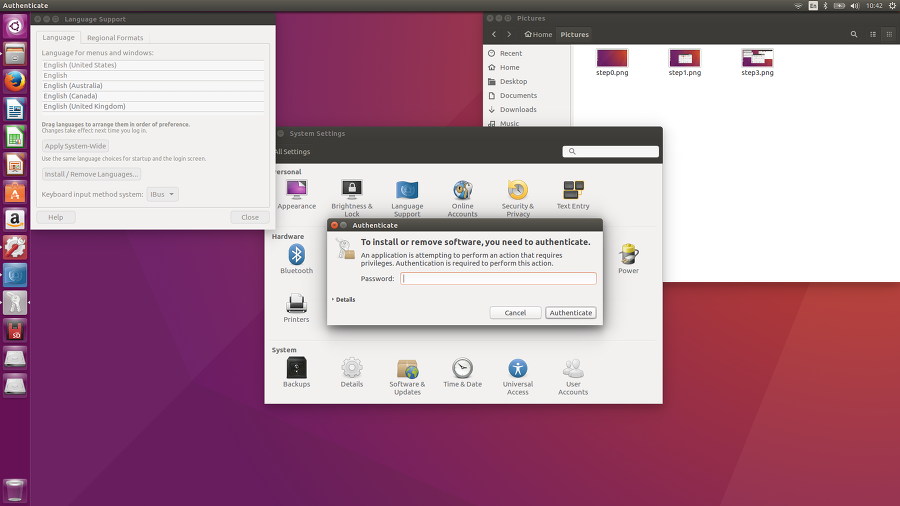 Authenticate
En
10:42
Language Support
Language
Regional Formats
Language for menus and windows:
English (United States)
English
English (Australia)
English (Canada)
English (United Kingdom)
Drag languages to arrange them in order of preference.
Changes take effect next time you log in.
Apply System-Wide
Use the same language choices for startup and the login screen.
Install / Remove Languages...
Keyboard input method system:
IBus
Help
Close
Pictures
Home
Pictures
Recent
Home
Desktop
Documents
Downloads
Music
step0.png
step1.png
step3.png
System Settings
All Settings
Personal
Appearance
Brightness &
Lock
Language
Support
Online
Accounts
Security &
Privacy
Text Entry
Hardware
Bluetooth
Power
Printers
Authenticate
To install or remove software, you need to authenticate.
An application is attempting to perform an action that requires
privileges. Authentication is required to perform this action.
Password:
Details
Cancel
Authenticate
System
Backups
Details
Software &
Updates
Time & Date
Universal
Access
User
Accounts
SD